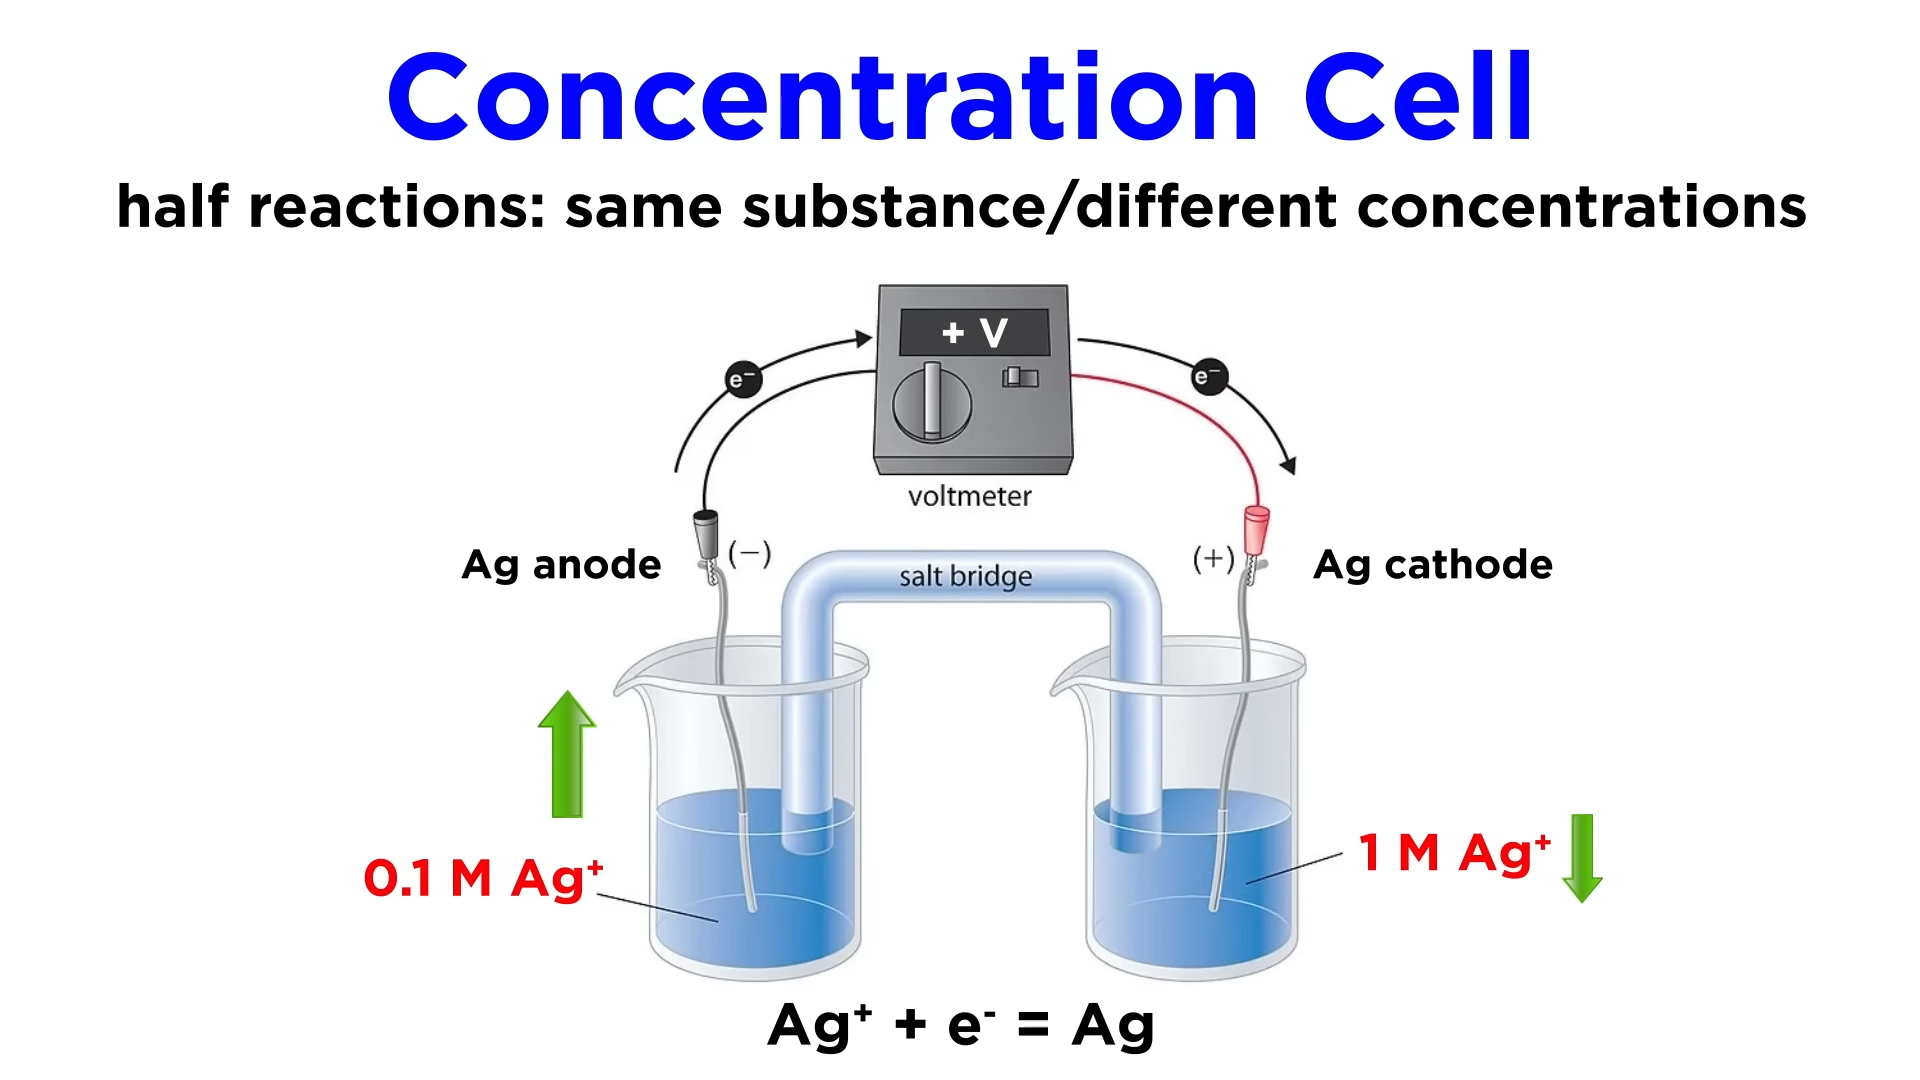 Concentration Cell
half reactions: same substance/different concentrations
+ V
e⁻
e⁻
voltmeter
Ag anode
(−)
salt bridge
(+)
Ag cathode
0.1 M Ag⁺
1 M Ag⁺
Ag⁺ + e⁻ = Ag